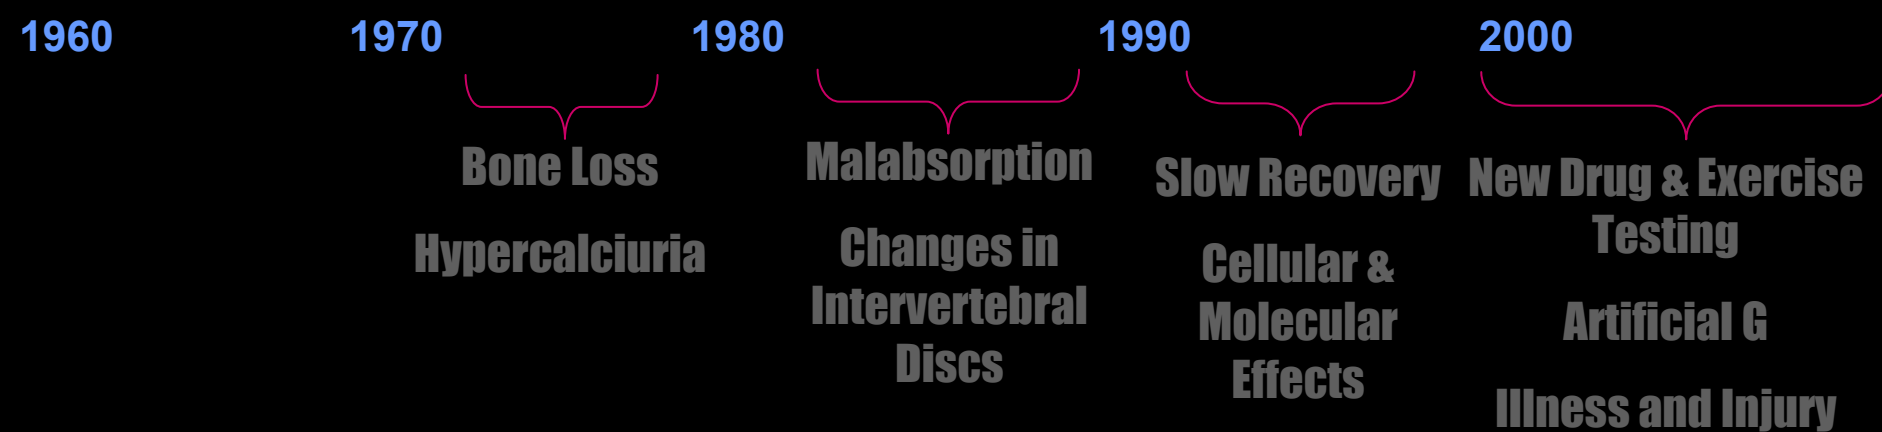 1960 1970 1980 1990 2000
Bone Loss
Hypercalciuria
Malabsorption
Changes in
Intervertebral
Discs
Slow Recovery
Cellular &
Molecular
Effects
New Drug & Exercise
Testing
Artificial G
Illness and Injury